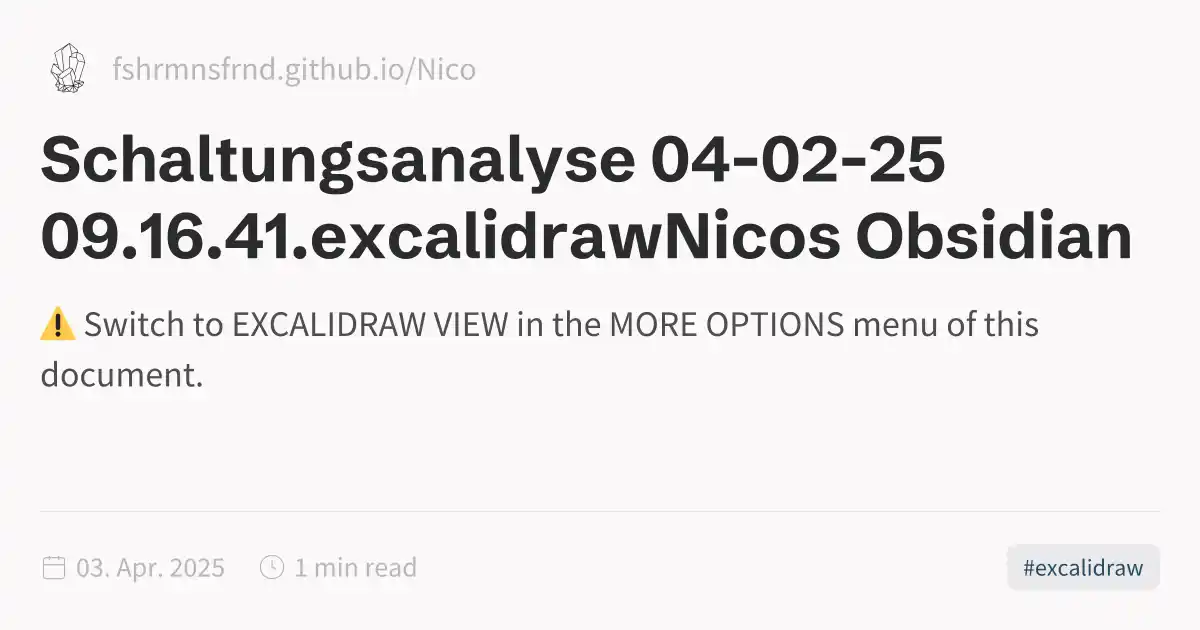 fshrmnsfrnd.github.io/Nico
Schaltungsanalyse 04-02-25
09.16.41.excalidrawNicos Obsidian
⚠️ Switch to EXCALIDRAW VIEW in the MORE OPTIONS menu of this
document.
03. Apr. 2025 1 min read #excalidraw